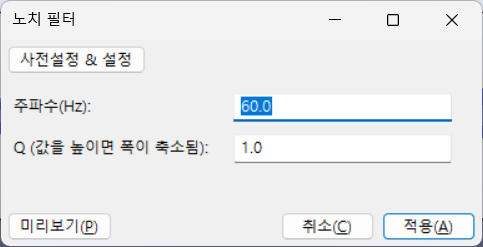 노치 필터
사전설정 & 설정
주파수(Hz):
60.0
Q (값을 높이면 폭이 축소됨):
1.0
미리보기(P)
취소(C)
적용(A)